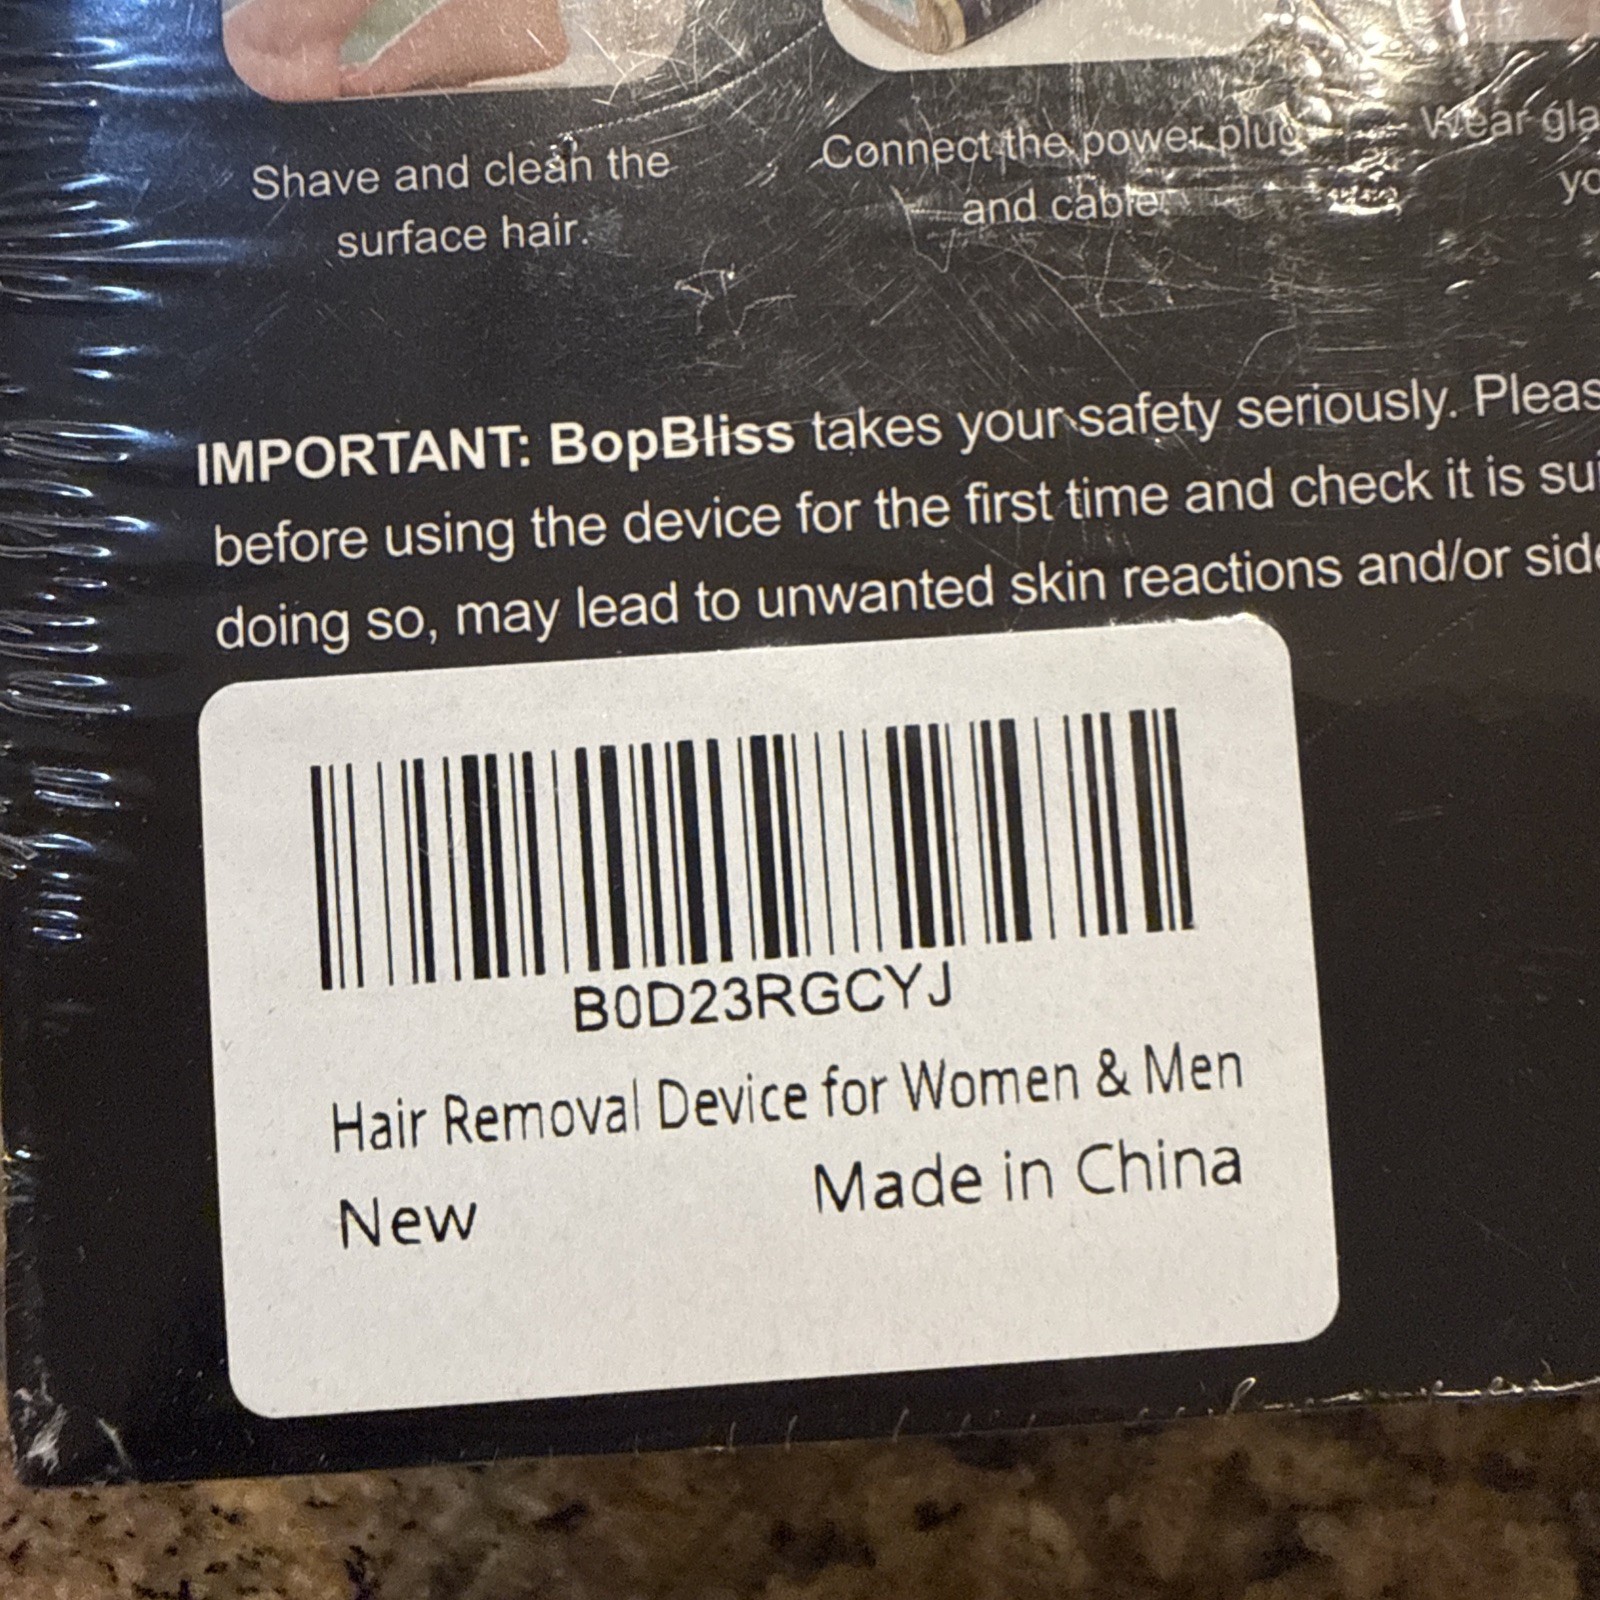 Shave and clean the
surface hair.
Connect the power plug
and cable.
Wear
IMPORTANT: BopBliss takes your safety seriously.
before using the device for the first time and check it is
doing so, may lead to unwanted skin reactions and/or
B0D23RGCYJ
Hair Removal Device for Women & Men
New Made in China